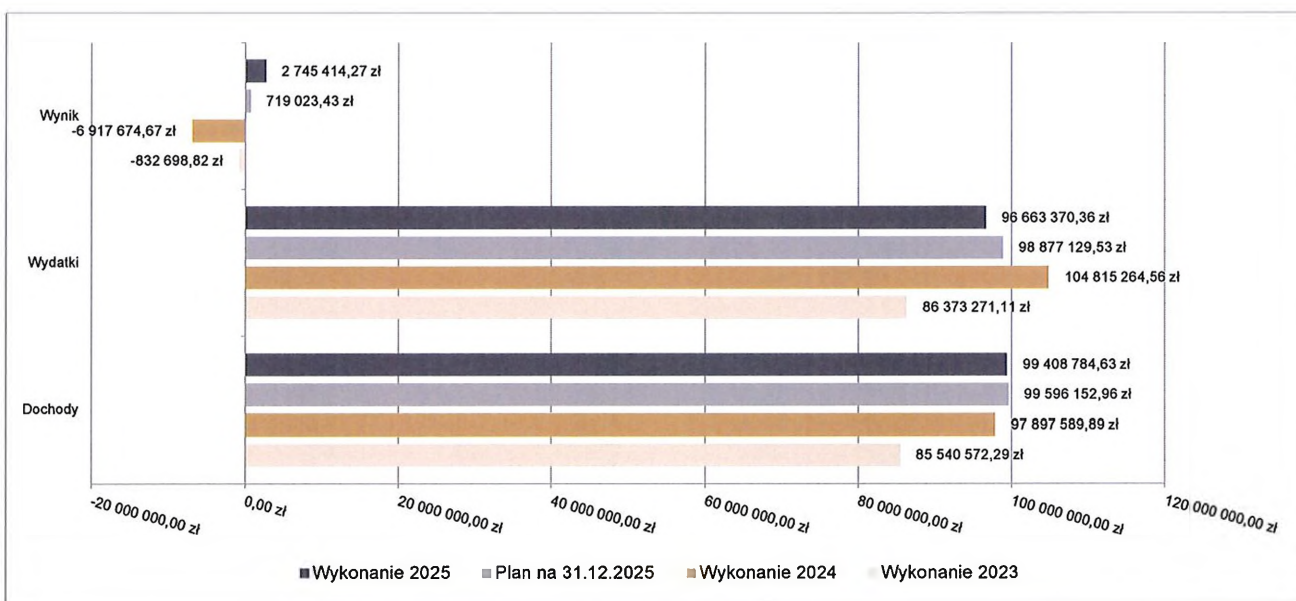 2 745 414,27 zł
719 023,43 zł
Wynik
-6 917 674,67 zł
-832 698,82 zł
96 663 370,36 zł
98 877 129,53 zł
Wydatki
104 815 264,56 zł
86 373 271,11 zł
99 408 784,63 zł
99 596 152,96 zł
Dochody
97 897 589,89 zł
85 540 572,29 zł
-20 000 000,00 zł 0,00 zł 20 000 000,00 zł 40 000 000,00 zł 60 000 000,00 zł 80 000 000,00 zł 100 000 000,00 zł 120 000 000,00 zł
Wykonanie 2025 Plan na 31.12.2025 Wykonanie 2024 Wykonanie 2023